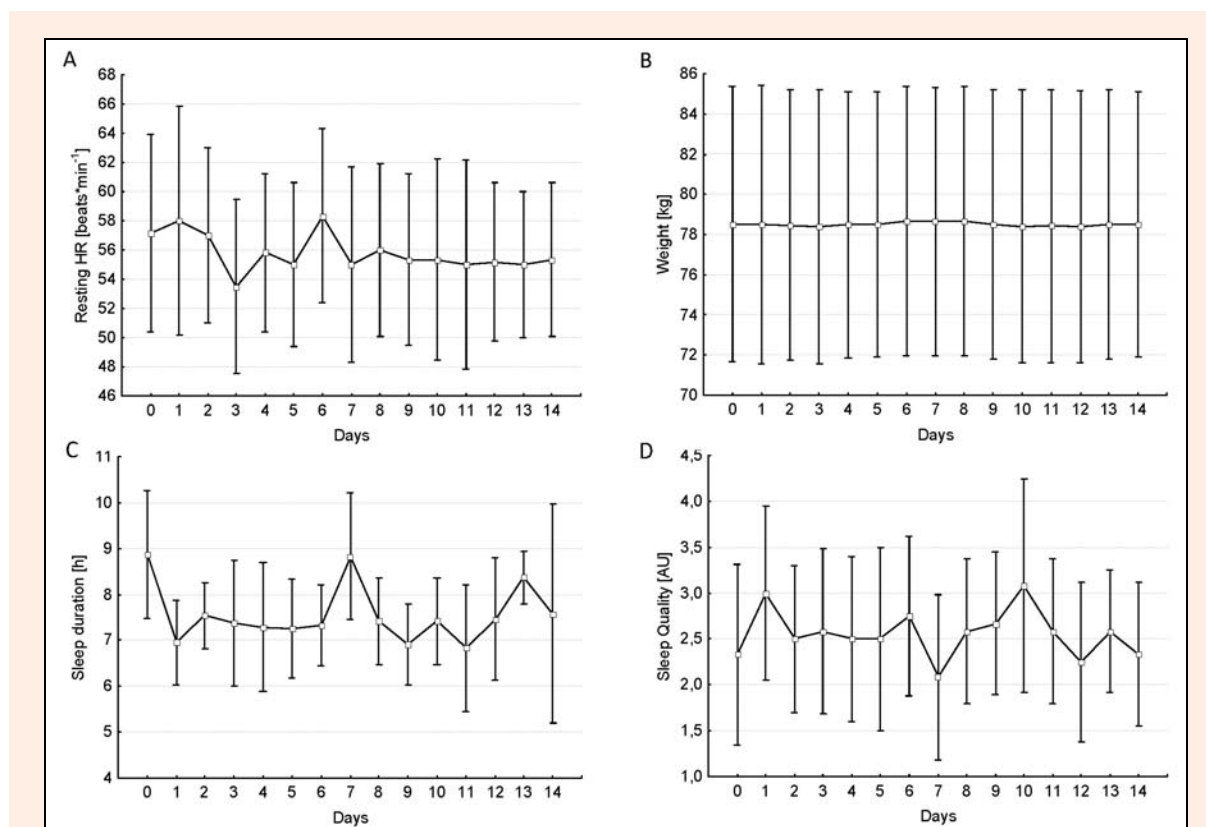 A
Resting HR [beats*min-1]
68
66
64
62
60
58
56
54
52
50
48
46
0 1 2 3 4 5 6 7 8 9 10 11 12 13 14
Days
B
Weight [kg]
86
84
82
80
78
76
74
72
70
0 1 2 3 4 5 6 7 8 9 10 11 12 13 14
Days
C
Sleep duration [h]
11
10
9
8
7
6
5
4
0 1 2 3 4 5 6 7 8 9 10 11 12 13 14
Days
D
Sleep Quality [AU]
4,5
4,0
3,5
3,0
2,5
2,0
1,5
1,0
0 1 2 3 4 5 6 7 8 9 10 11 12 13 14
Days